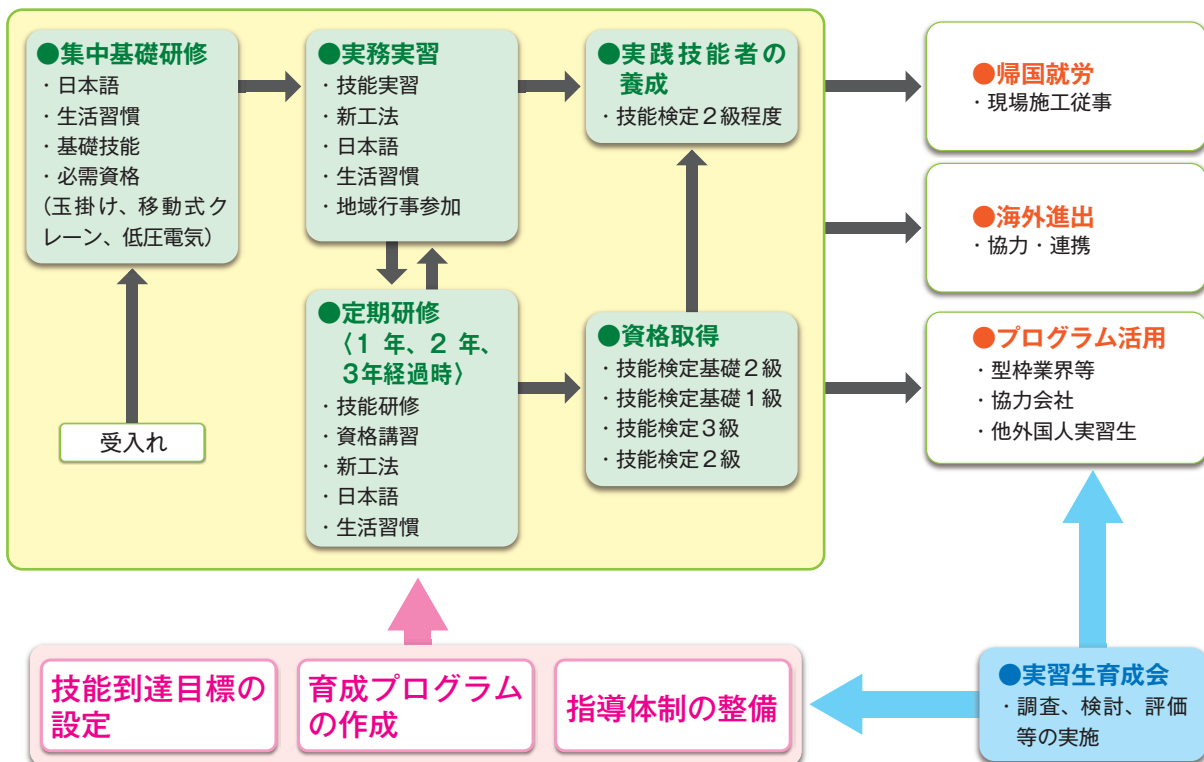 ●集中基礎研修
・日本語
・生活習慣
・基礎技能
・必需資格
(玉掛け、移動式ク
レーン、低圧電気)
受入れ
●実務実習
・技能実習
・新工法
・日本語
・生活習慣
・地域行事参加
●定期研修
〈1年、2年、
3年経過時〉
・技能研修
・資格講習
・新工法
・日本語
・生活習慣
●実践技能者の
養成
・技能検定2級程度
●資格取得
・技能検定基礎2級
・技能検定基礎1級
・技能検定3級
・技能検定2級
●帰国就労
・現場施工従事
●海外進出
・協力・連携
●プログラム活用
・型枠業界等
・協力会社
・他外国人実習生
技能到達目標の
設定
育成プログラム
の作成
指導体制の整備
●実習生育成会
・調査、検討、評価
等の実施